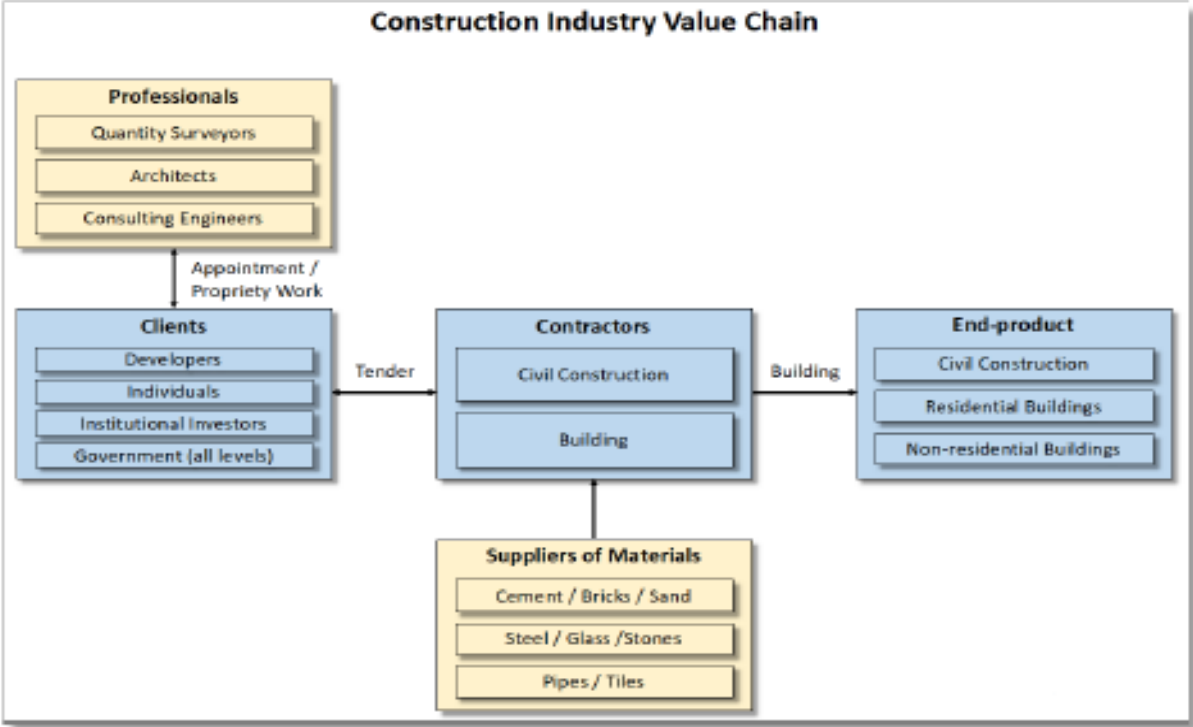 Construction Industry Value Chain
Professionals
Quantity Surveyors
Architects
Consulting Engineers
Appointment /
Propriety Work
Clients
Developers
Individuals
Institutional Investors
Government (all levels)
Tender
Contractors
Civil Construction
Building
Building
End-product
Civil Construction
Residential Buildings
Non-residential Buildings
Suppliers of Materials
Cement / Bricks / Sand
Steel / Glass /Stones
Pipes / Tiles